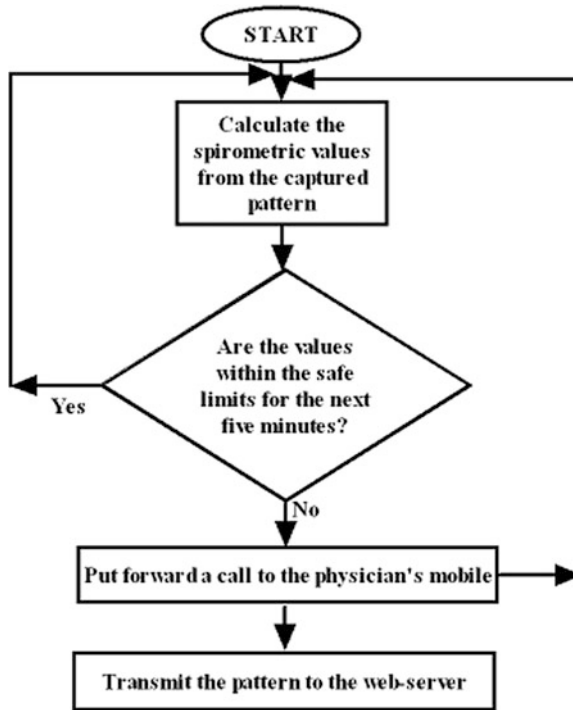 START
Calculate the
spirometric values
from the captured
pattern
Are the values
within the safe
limits for the next
five minutes?
Yes
No
Put forward a call to the physician's mobile
Transmit the pattern to the web-server